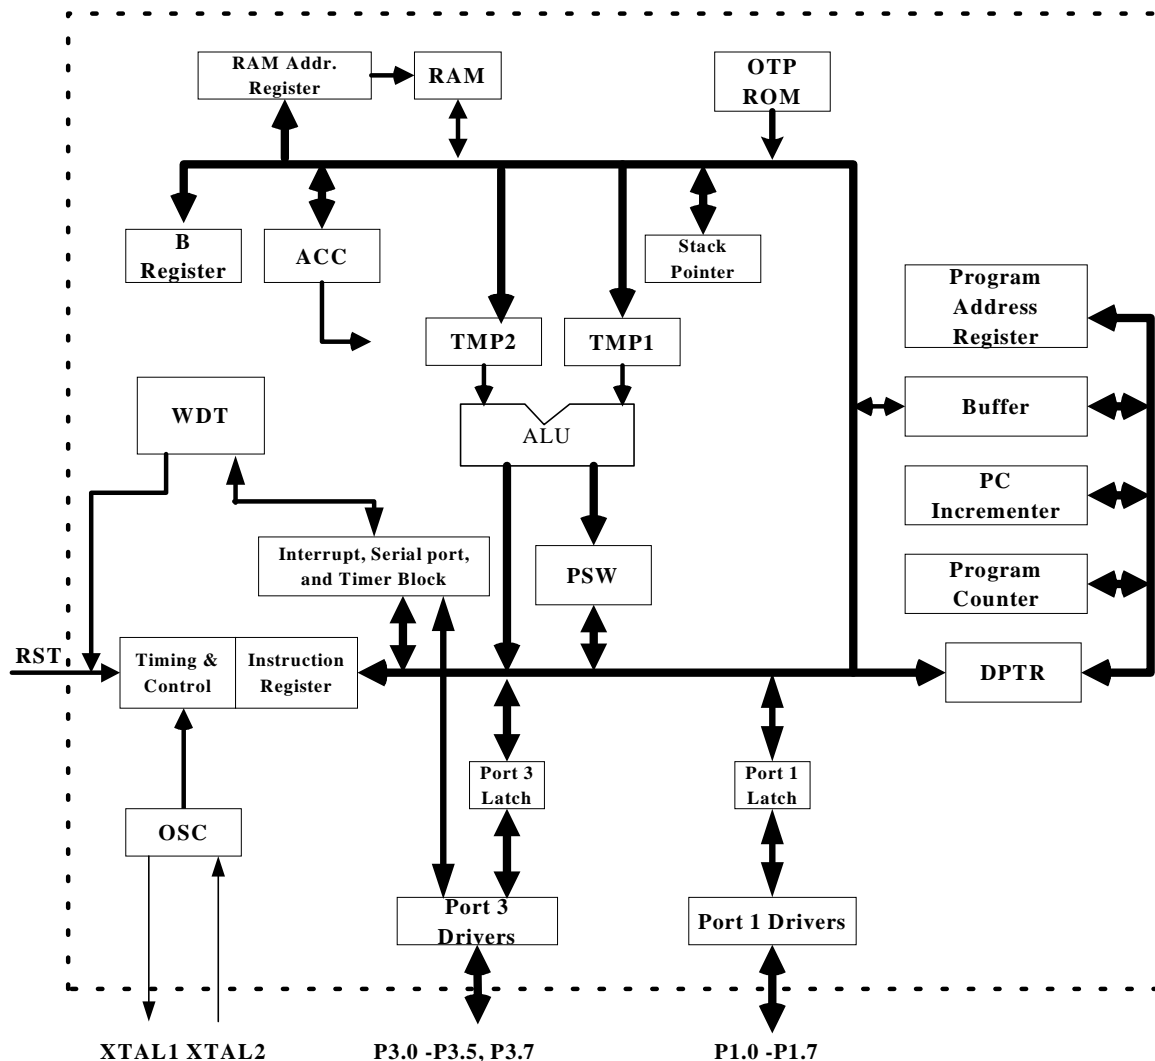 RAM Addr.
Register
RAM
OTP
ROM
B
Register
ACC
Stack
Pointer
Program
Address
Register
TMP2
TMP1
WDT
Buffer
ALU
PC
Incrementer
Interrupt, Serial port,
and Timer Block
PSW
Program
Counter
RST
Timing &
Control
Instruction
Register
DPTR
Port 3
Latch
Port 1
Latch
OSC
Port 3
Drivers
Port 1 Drivers
XTAL1 XTAL2
P3.0 -P3.5, P3.7
P1.0 -P1.7